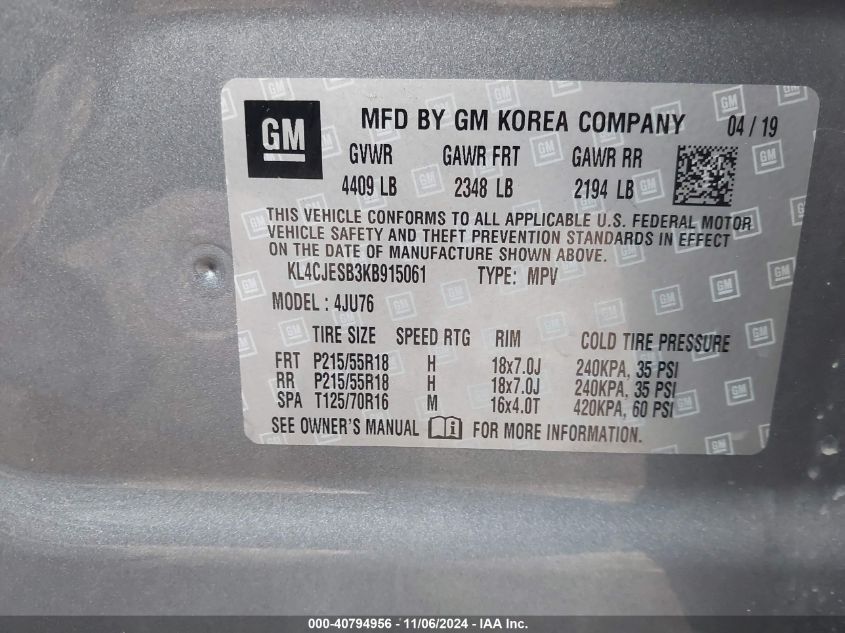 GM MFD BY GM KOREA COMPANY 04 / 19
GVWR GAWR FRT GAWR RR
4409 LB 2348 LB 2194 LB
THIS VEHICLE CONFORMS TO ALL APPLICABLE U.S. FEDERAL MOTOR
VEHICLE SAFETY AND THEFT PREVENTION STANDARDS IN EFFECT
ON THE DATE OF MANUFACTURE SHOWN ABOVE.
KL4CJESB3KB915061 TYPE: MPV
MODEL : 4JU76
TIRE SIZE SPEED RTG RIM COLD TIRE PRESSURE
FRT P215/55R18 H 18x7.0J 240KPA, 35 PSI
RR P215/55R18 H 18x7.0J 240KPA, 35 PSI
SPA T125/70R16 M 16x4.0T 420KPA, 60 PSI
SEE OWNER'S MANUAL i FOR MORE INFORMATION.
000-40794956 - 11/06/2024 - IAA Inc.